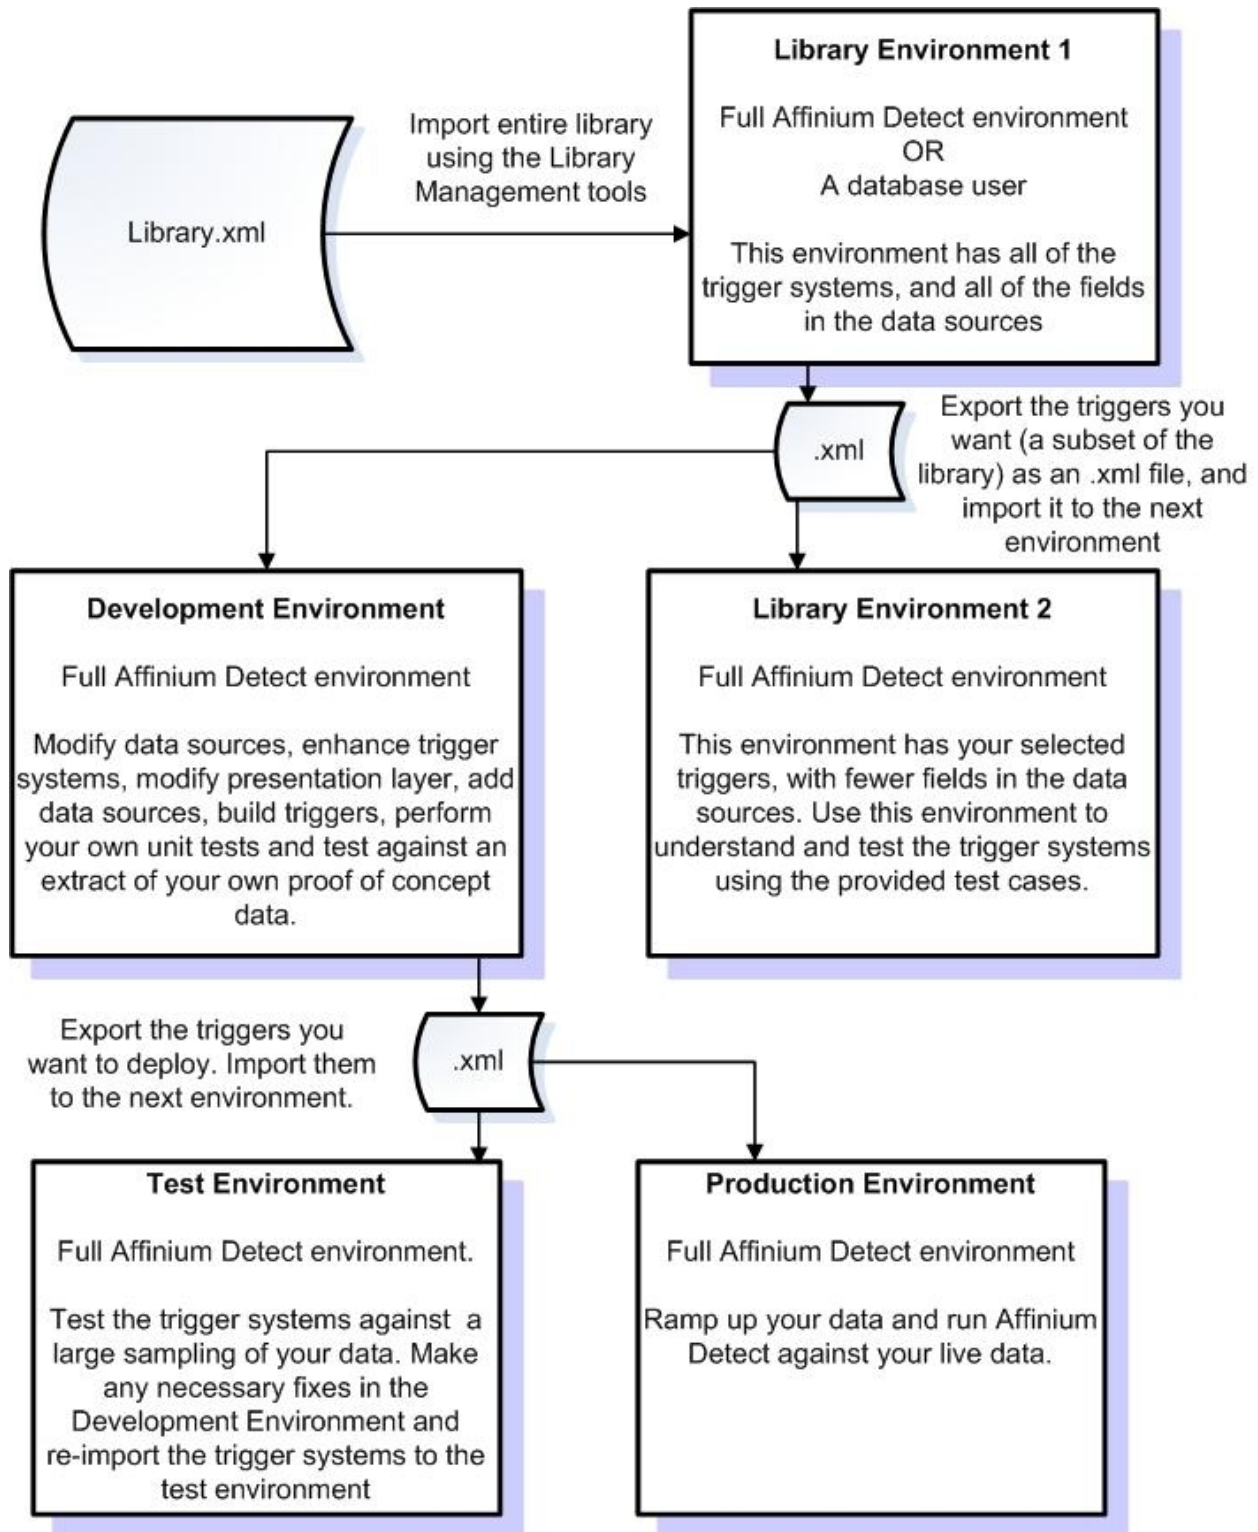 Library Environment 1
Full Affinium Detect environment
OR
A database user
This environment has all of the
trigger systems, and all of the fields
in the data sources
Import entire library
using the Library
Management tools
Library.xml
.xml
Export the triggers you
want (a subset of the
library) as an .xml file, and
import it to the next
environment
Development Environment
Full Affinium Detect environment
Modify data sources, enhance trigger
systems, modify presentation layer, add
data sources, build triggers, perform
your own unit tests and test against an
extract of your own proof of concept
data.
Library Environment 2
Full Affinium Detect environment
This environment has your selected
triggers, with fewer fields in the data
sources. Use this environment to
understand and test the trigger systems
using the provided test cases.
Export the triggers you
want to deploy. Import them
to the next environment.
.xml
Test Environment
Full Affinium Detect environment.
Test the trigger systems against a
large sampling of your data. Make
any necessary fixes in the
Development Environment and
re-import the trigger systems to the
test environment
Production Environment
Full Affinium Detect environment
Ramp up your data and run Affinium
Detect against your live data.